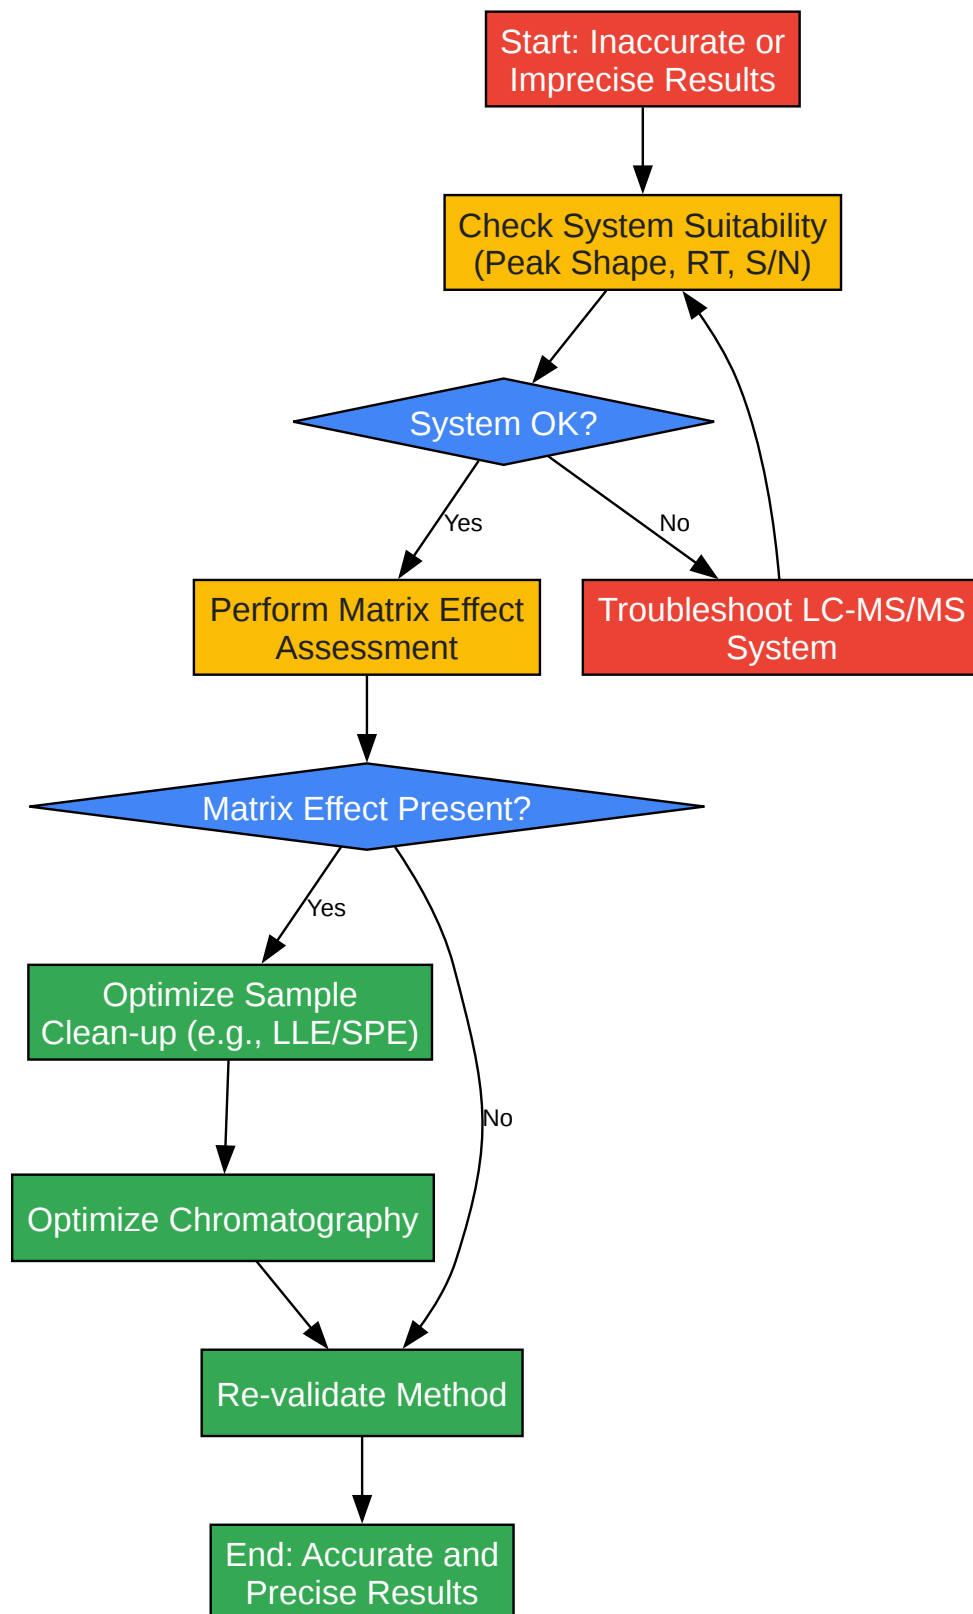 Start: Inaccurate or
Imprecise Results
Check System Suitability
(Peak Shape, RT, S/N)
System OK?
Yes
No
Perform Matrix Effect
Assessment
Troubleshoot LC-MS/MS
System
Matrix Effect Present?
Yes
Optimize Sample
Clean-up (e.g., LLE/SPE)
No
Optimize Chromatography
Re-validate Method
End: Accurate and
Precise Results